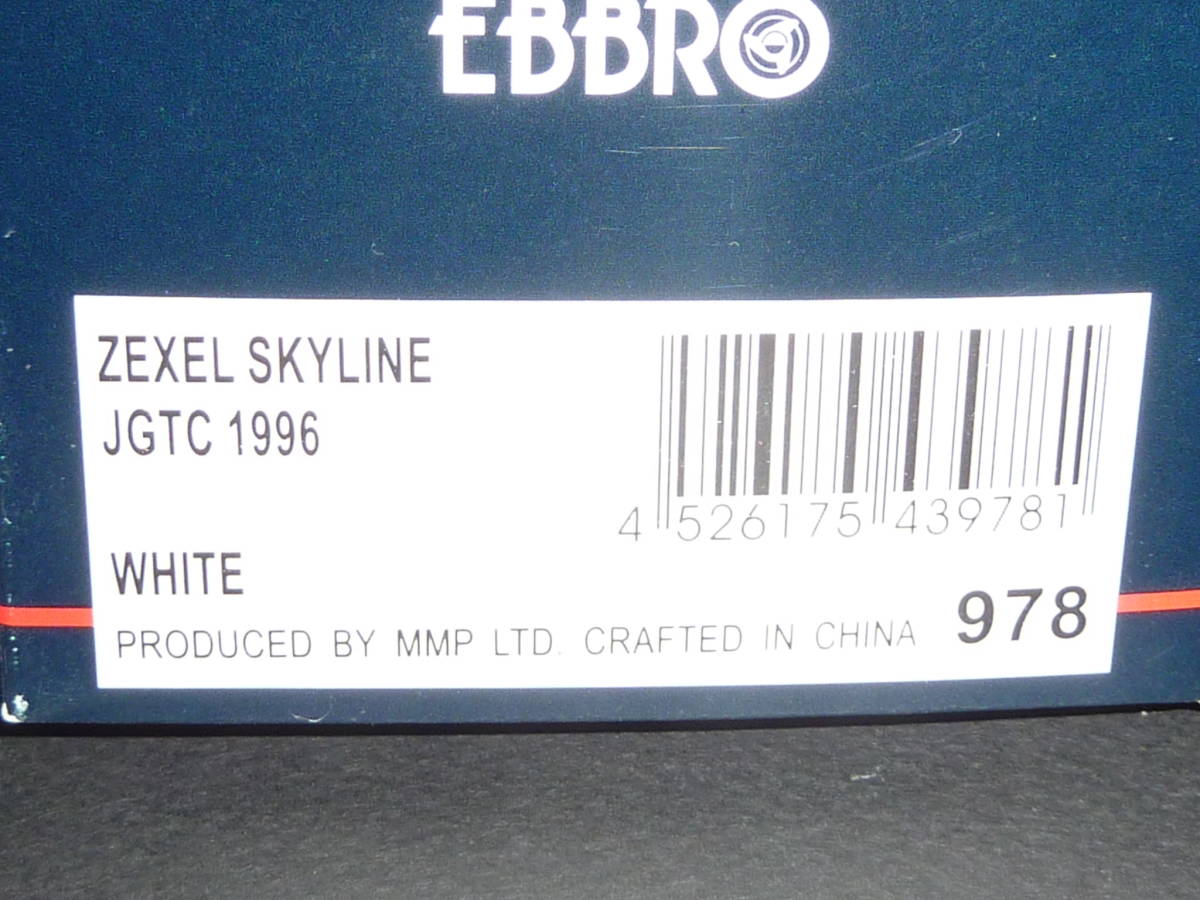 EBBRO
ZEXEL SKYLINE
JGTC 1996
4 526175 439781
WHITE
PRODUCED BY MMP LTD. CRAFTED IN CHINA 978